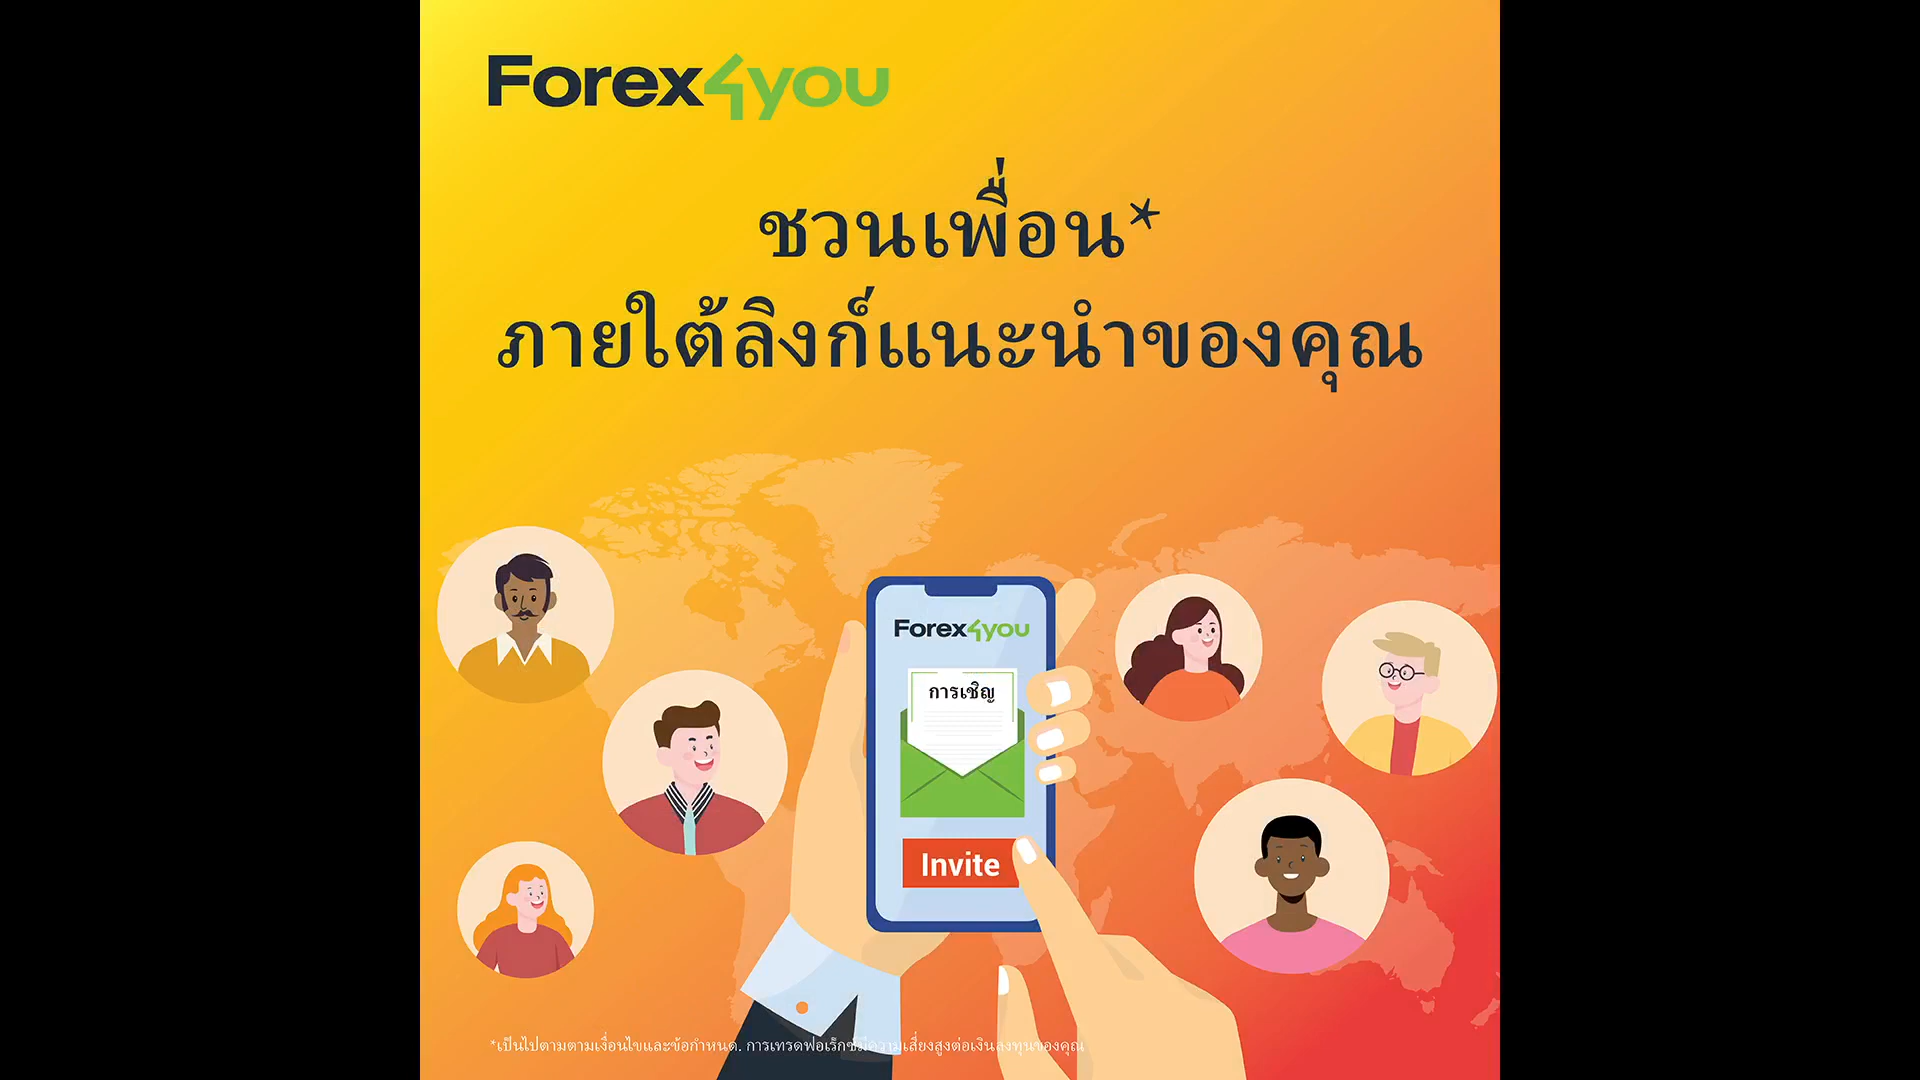 Forex4you
ชวนเพื่อน*
ภายใต้ลิงก์แนะนำของคุณ
Forex4you
การเชิญ
Invite
*เป็นไปตามตามเงื่อนไขและข้อกำหนด. การเทรดฟอเร็กซ์มีความเสี่ยงสูงต่อเงินลงทุนของคุณ